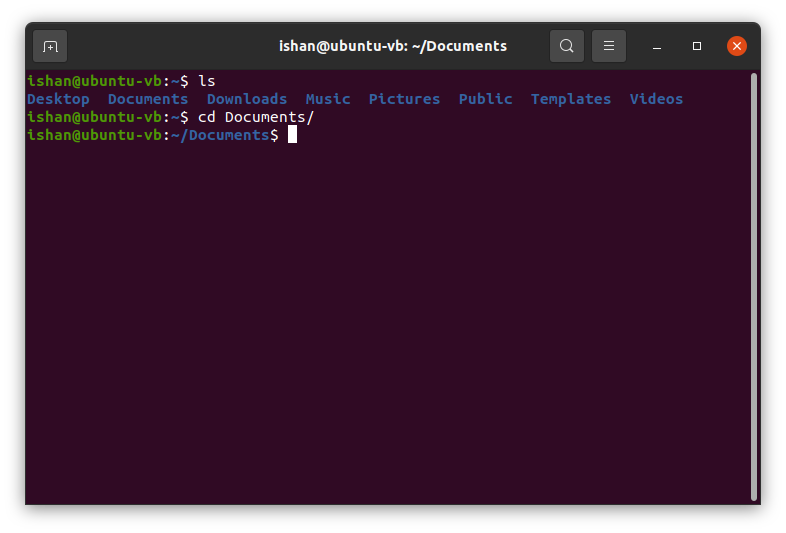 ishan@ubuntu-vb: ~/Documents
ishan@ubuntu-vb:~$ ls
Desktop  Documents  Downloads  Music  Pictures  Public  Templates  Videos
ishan@ubuntu-vb:~$ cd Documents/
ishan@ubuntu-vb:~/Documents$